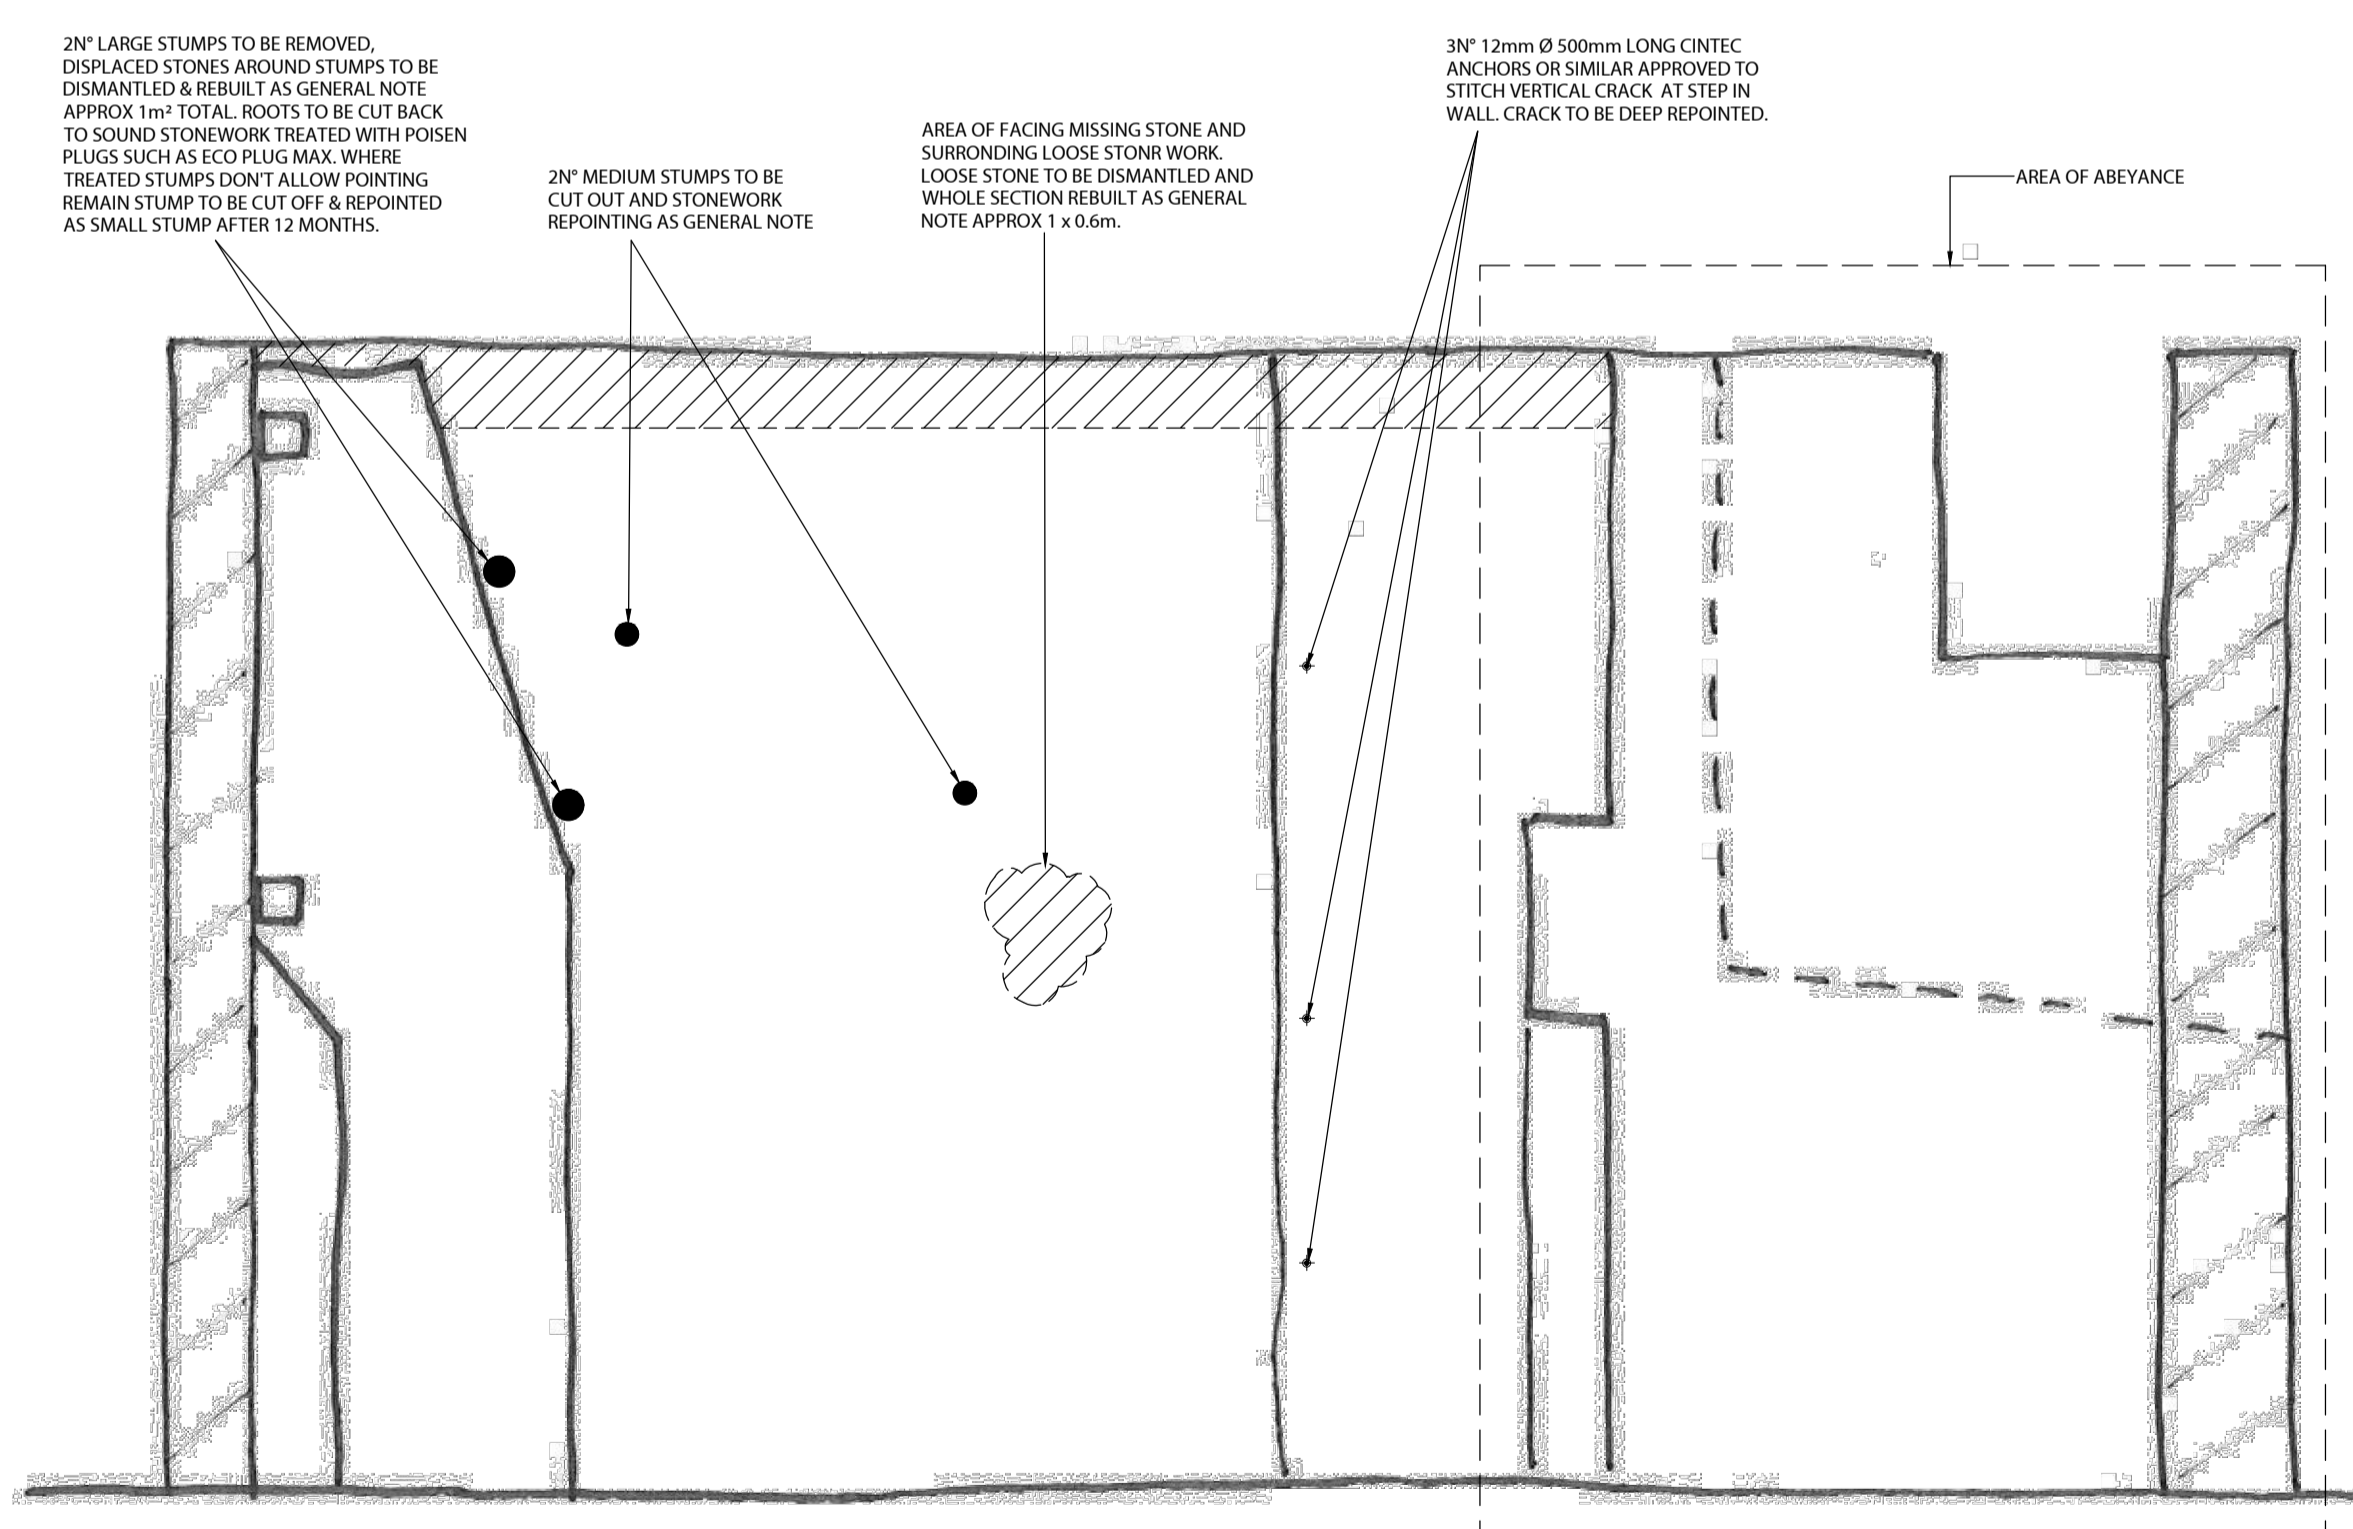 2N° LARGE STUMPS TO BE REMOVED,
DISPLACED STONES AROUND STUMPS TO BE
DISMANTLED & REBUILT AS GENERAL NOTE
APPROX 1m² TOTAL. ROOTS TO BE CUT BACK
TO SOUND STONEWORK TREATED WITH POISEN
PLUGS SUCH AS ECO PLUG MAX. WHERE
TREATED STUMPS DON'T ALLOW POINTING
REMAIN STUMP TO BE CUT OFF & REPOINTED
AS SMALL STUMP AFTER 12 MONTHS.
2N° MEDIUM STUMPS TO BE
CUT OUT AND STONEWORK
REPOINTING AS GENERAL NOTE
AREA OF FACING MISSING STONE AND
SURRONDING LOOSE STONR WORK.
LOOSE STONE TO BE DISMANTLED AND
WHOLE SECTION REBUILT AS GENERAL
NOTE APPROX 1 x 0.6m.
3N° 12mm Ø 500mm LONG CINTEC
ANCHORS OR SIMILAR APPROVED TO
STITCH VERTICAL CRACK AT STEP IN
WALL. CRACK TO BE DEEP REPOINTED.
AREA OF ABEYANCE